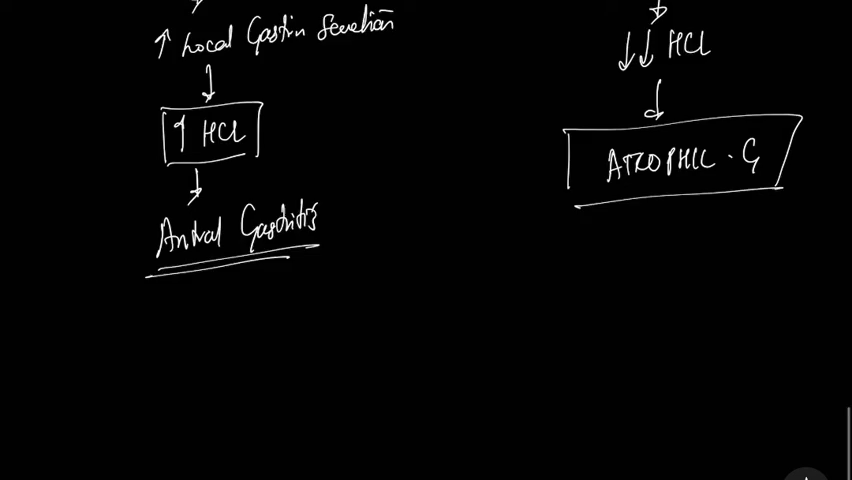 ↑ Local Gastrin Secretion
↑ HCL
Antral Gastritis
↓↓ HCL
ATROPHIC . G